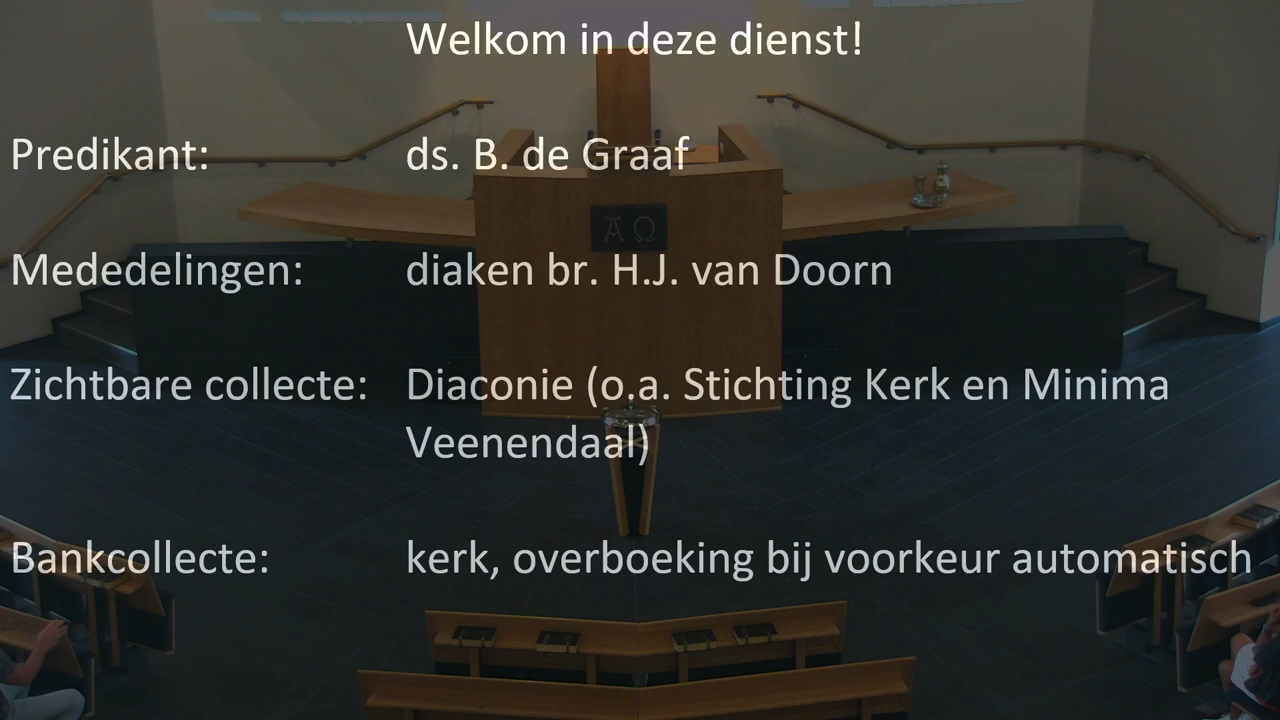 Welkom in deze dienst!
Predikant: ds. B. de Graaf
ΑΩ
Mededelingen: diaken br. H.J. van Doorn
Zichtbare collecte: Diaconie (o.a. Stichting Kerk en Minima
Veenendaal)
Bankcollecte: kerk, overboeking bij voorkeur automatisch